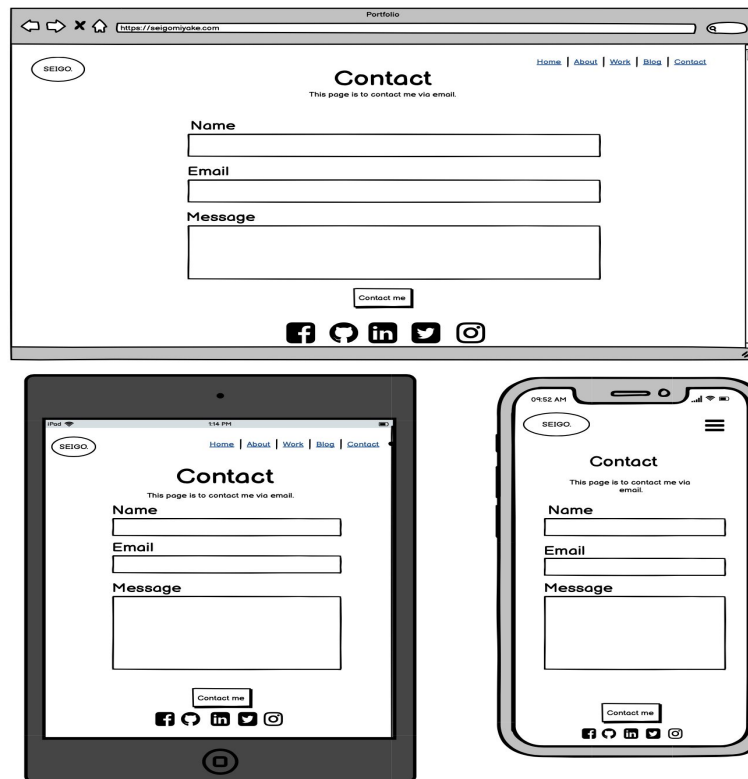 Portfolio
https://seigomiyake.com
SEIGO.
Home | About | Work | Blog | Contact
Contact
This page is to contact me via email.
Name
Email
Message
Contact me
iPod
1:14 PM
SEIGO.
Home | About | Work | Blog | Contact
Contact
This page is to contact me via email.
Name
Email
Message
Contact me
09:52 AM
SEIGO.
Contact
This page is to contact me via
email.
Name
Email
Message
Contact me